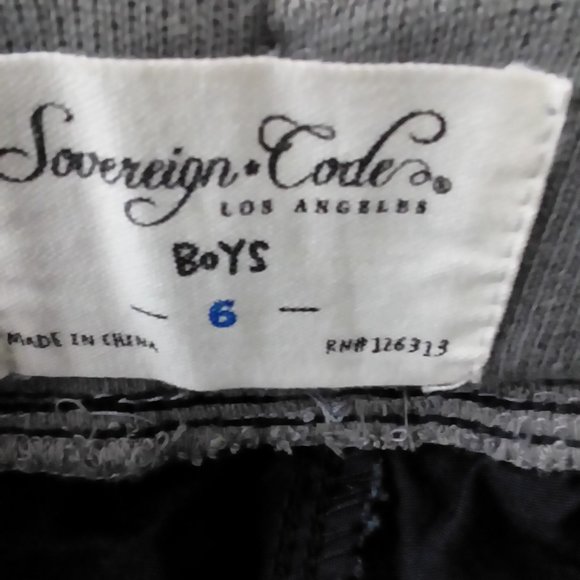 Sovereign • Code ®
LOS ANGELES
BOYS
— 6 —
MADE IN CHINA
RN# 126313